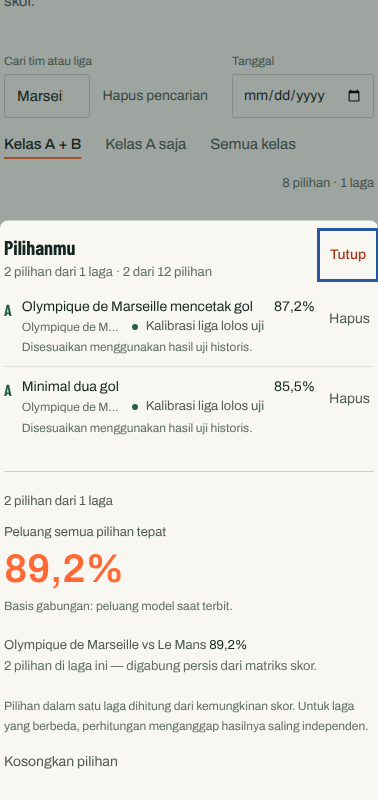 skor.
Cari tim atau liga
Tanggal
Marsei
Hapus pencarian
mm/dd/yyyy
Kelas A + B
Kelas A saja
Semua kelas
8 pilihan · 1 laga
Pilihanmu
Tutup
2 pilihan dari 1 laga · 2 dari 12 pilihan
A Olympique de Marseille mencetak gol 87,2%
Olympique de M... ● Kalibrasi liga lolos uji
Hapus
Disesuaikan menggunakan hasil uji historis.
A Minimal dua gol 85,5%
Olympique de M... ● Kalibrasi liga lolos uji
Hapus
Disesuaikan menggunakan hasil uji historis.
2 pilihan dari 1 laga
Peluang semua pilihan tepat
89,2%
Basis gabungan: peluang model saat terbit.
Olympique de Marseille vs Le Mans 89,2%
2 pilihan di laga ini — digabung persis dari matriks skor.
Pilihan dalam satu laga dihitung dari kemungkinan skor. Untuk laga
yang berbeda, perhitungan menganggap hasilnya saling independen.
Kosongkan pilihan